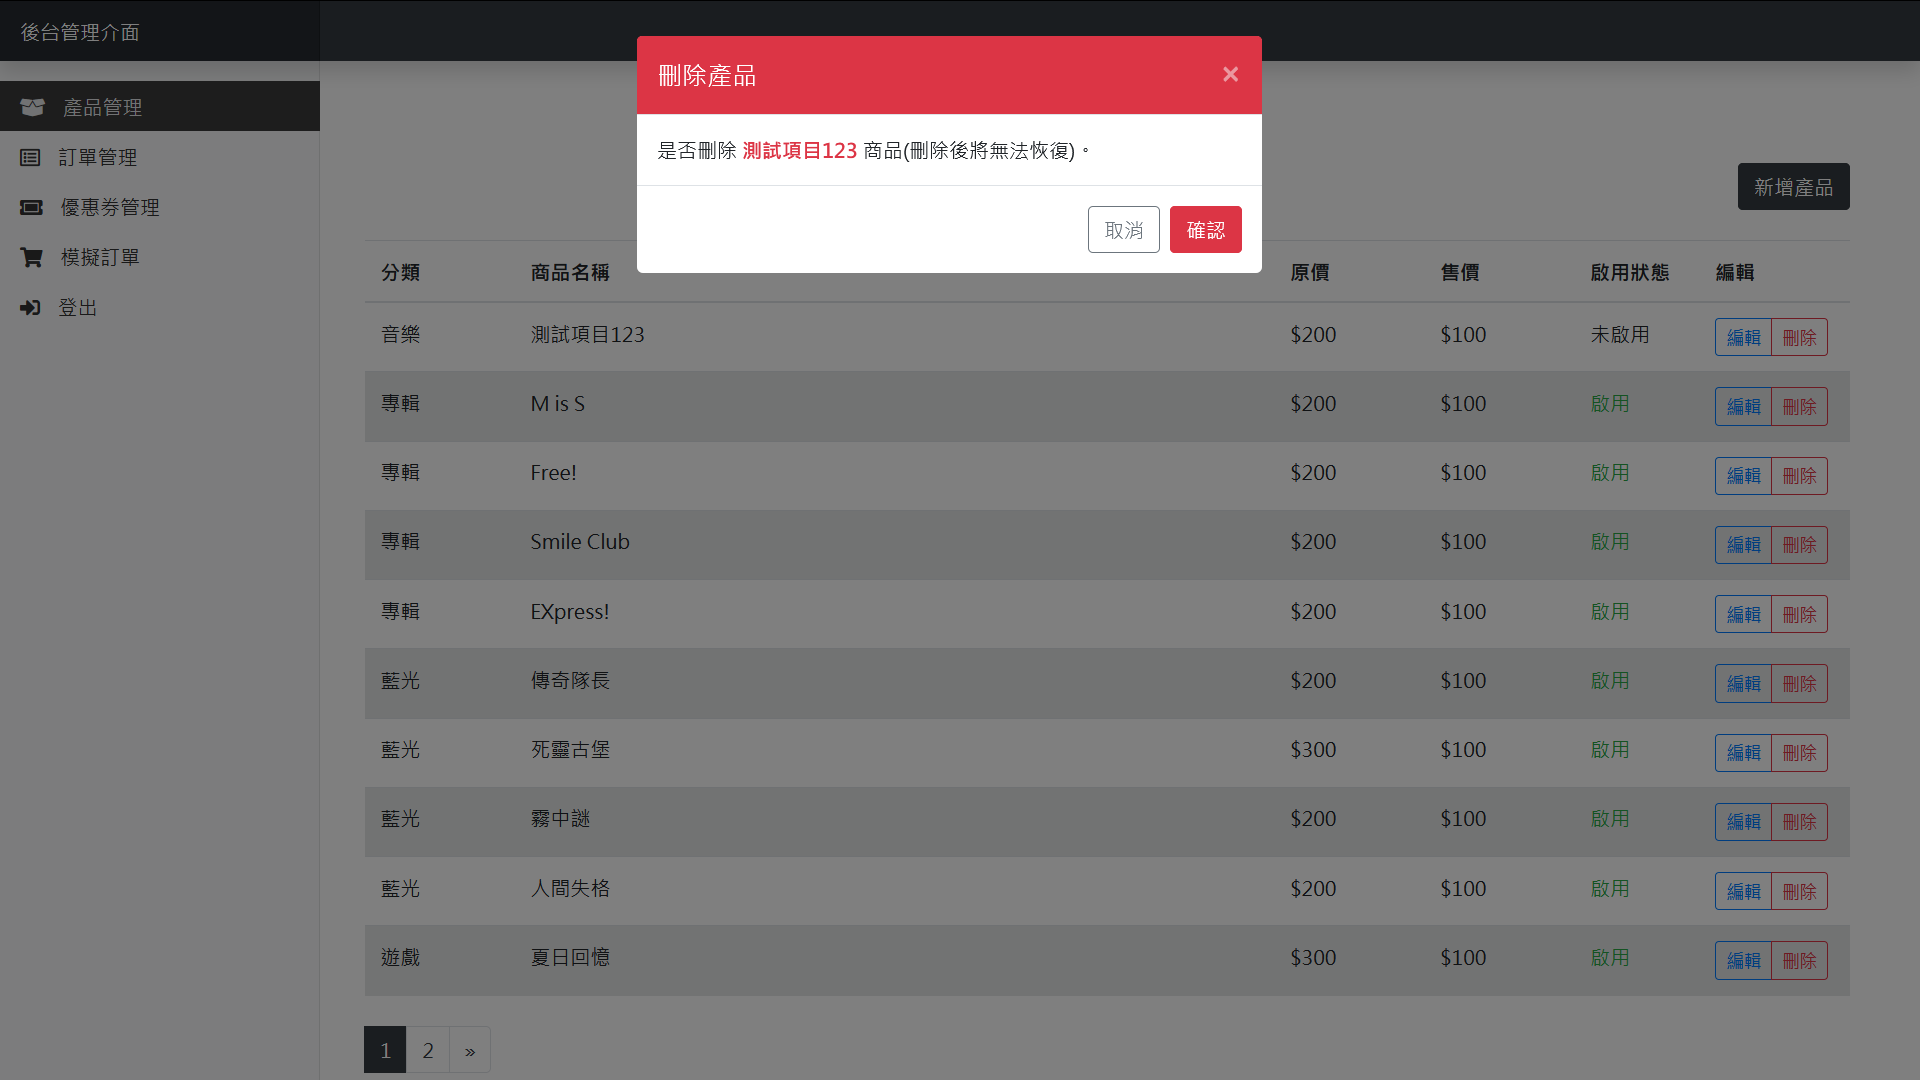 後台管理介面
產品管理
訂單管理
優惠劵管理
模擬訂單
登出
刪除產品 ×
是否刪除 測試項目123 商品(刪除後將無法恢復)。
取消 確認
新增產品
分類 商品名稱 原價 售價 啟用狀態 編輯
音樂 測試項目123 $200 $100 未啟用 編輯 刪除
專輯 M is S $200 $100 啟用 編輯 刪除
專輯 Free! $200 $100 啟用 編輯 刪除
專輯 Smile Club $200 $100 啟用 編輯 刪除
專輯 EXpress! $200 $100 啟用 編輯 刪除
藍光 傳奇隊長 $200 $100 啟用 編輯 刪除
藍光 死靈古堡 $300 $100 啟用 編輯 刪除
藍光 霧中謎 $200 $100 啟用 編輯 刪除
藍光 人間失格 $200 $100 啟用 編輯 刪除
遊戲 夏日回憶 $300 $100 啟用 編輯 刪除
1 2 »